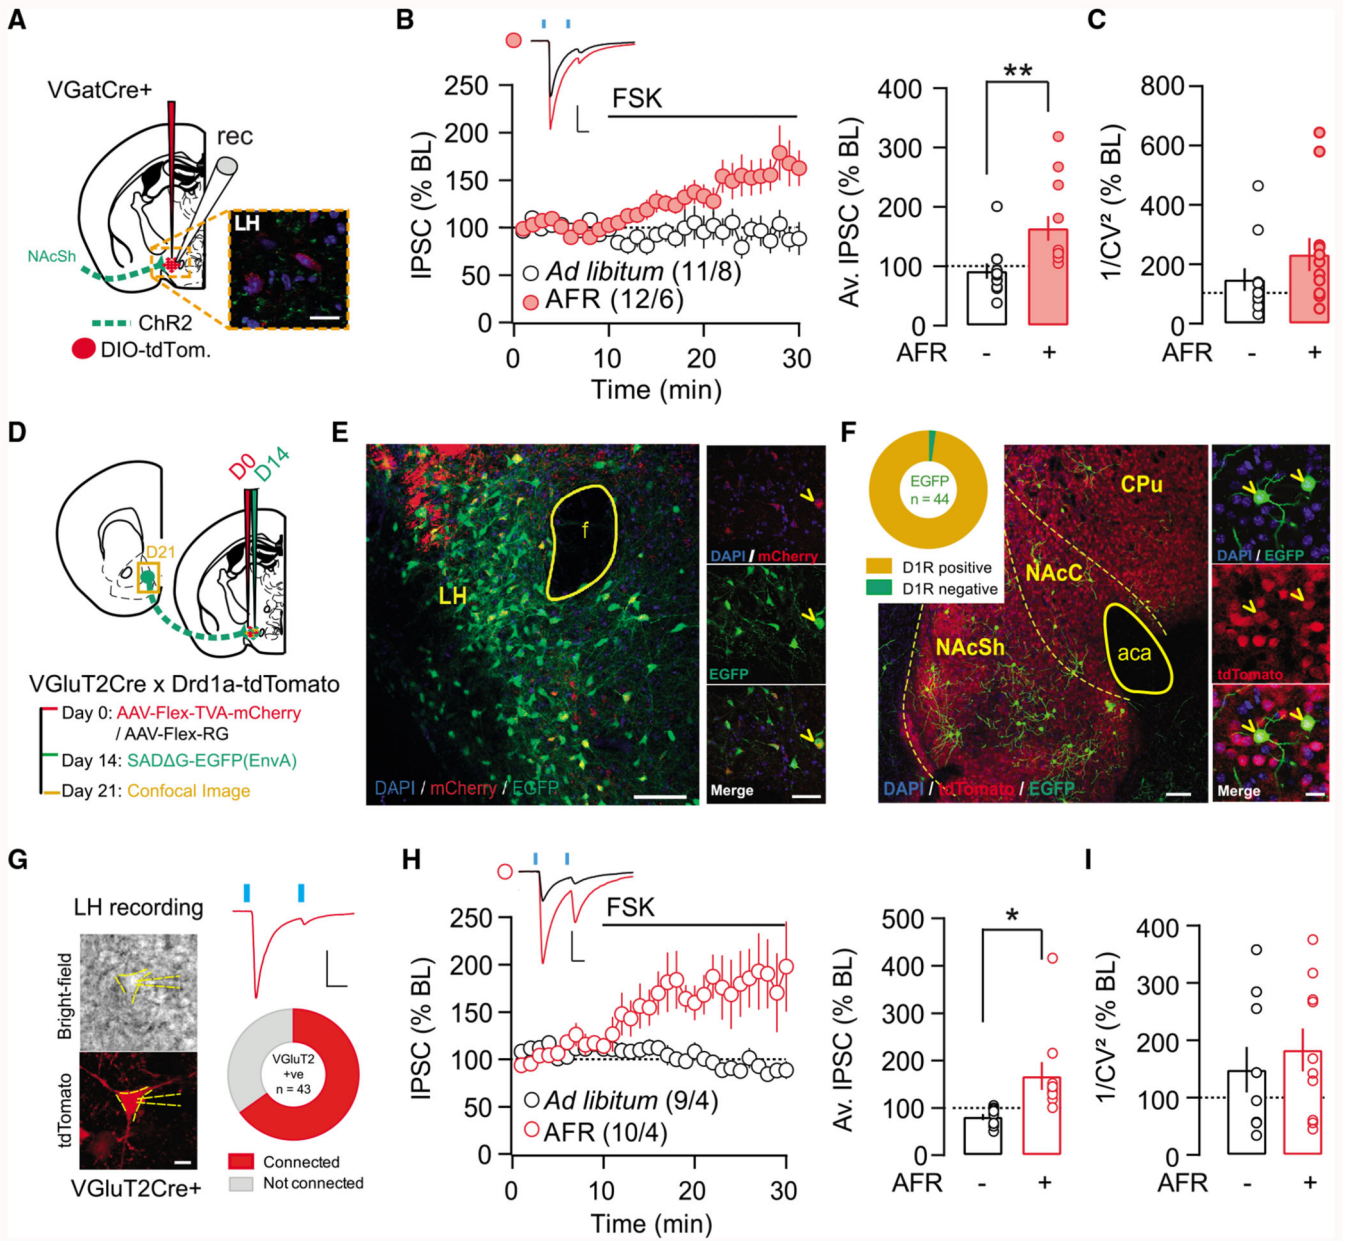 A
VGatCre+
rec
LH
NAcSh
ChR2
DIO-tdTom.
B
IPSC (% BL)
250
200
150
100
50
0
FSK
Ad libitum (11/8)
AFR (12/6)
0 10 20 30
Time (min)
Av. IPSC (% BL)
400
300
200
100
0
**
AFR - +
C
1/CV² (% BL)
800
600
400
200
0
AFR - +
D
D0
D14
D21
VGluT2Cre x Drd1a-tdTomato
Day 0: AAV-Flex-TVA-mCherry
/ AAV-Flex-RG
Day 14: SADΔG-EGFP(EnvA)
Day 21: Confocal Image
E
f
LH
DAPI / mCherry / EGFP
DAPI / mCherry
EGFP
Merge
F
EGFP
n = 44
D1R positive
D1R negative
CPu
NAcC
NAcSh
aca
DAPI / tdTomato / EGFP
DAPI / EGFP
tdTomato
Merge
G
LH recording
Bright-field
tdTomato
VGluT2Cre+
VGluT2
+ve
n = 43
Connected
Not connected
H
IPSC (% BL)
250
200
150
100
50
0
FSK
Ad libitum (9/4)
AFR (10/4)
0 10 20 30
Time (min)
Av. IPSC (% BL)
500
400
300
200
100
0
*
AFR - +
I
1/CV² (% BL)
400
300
200
100
0
AFR - +